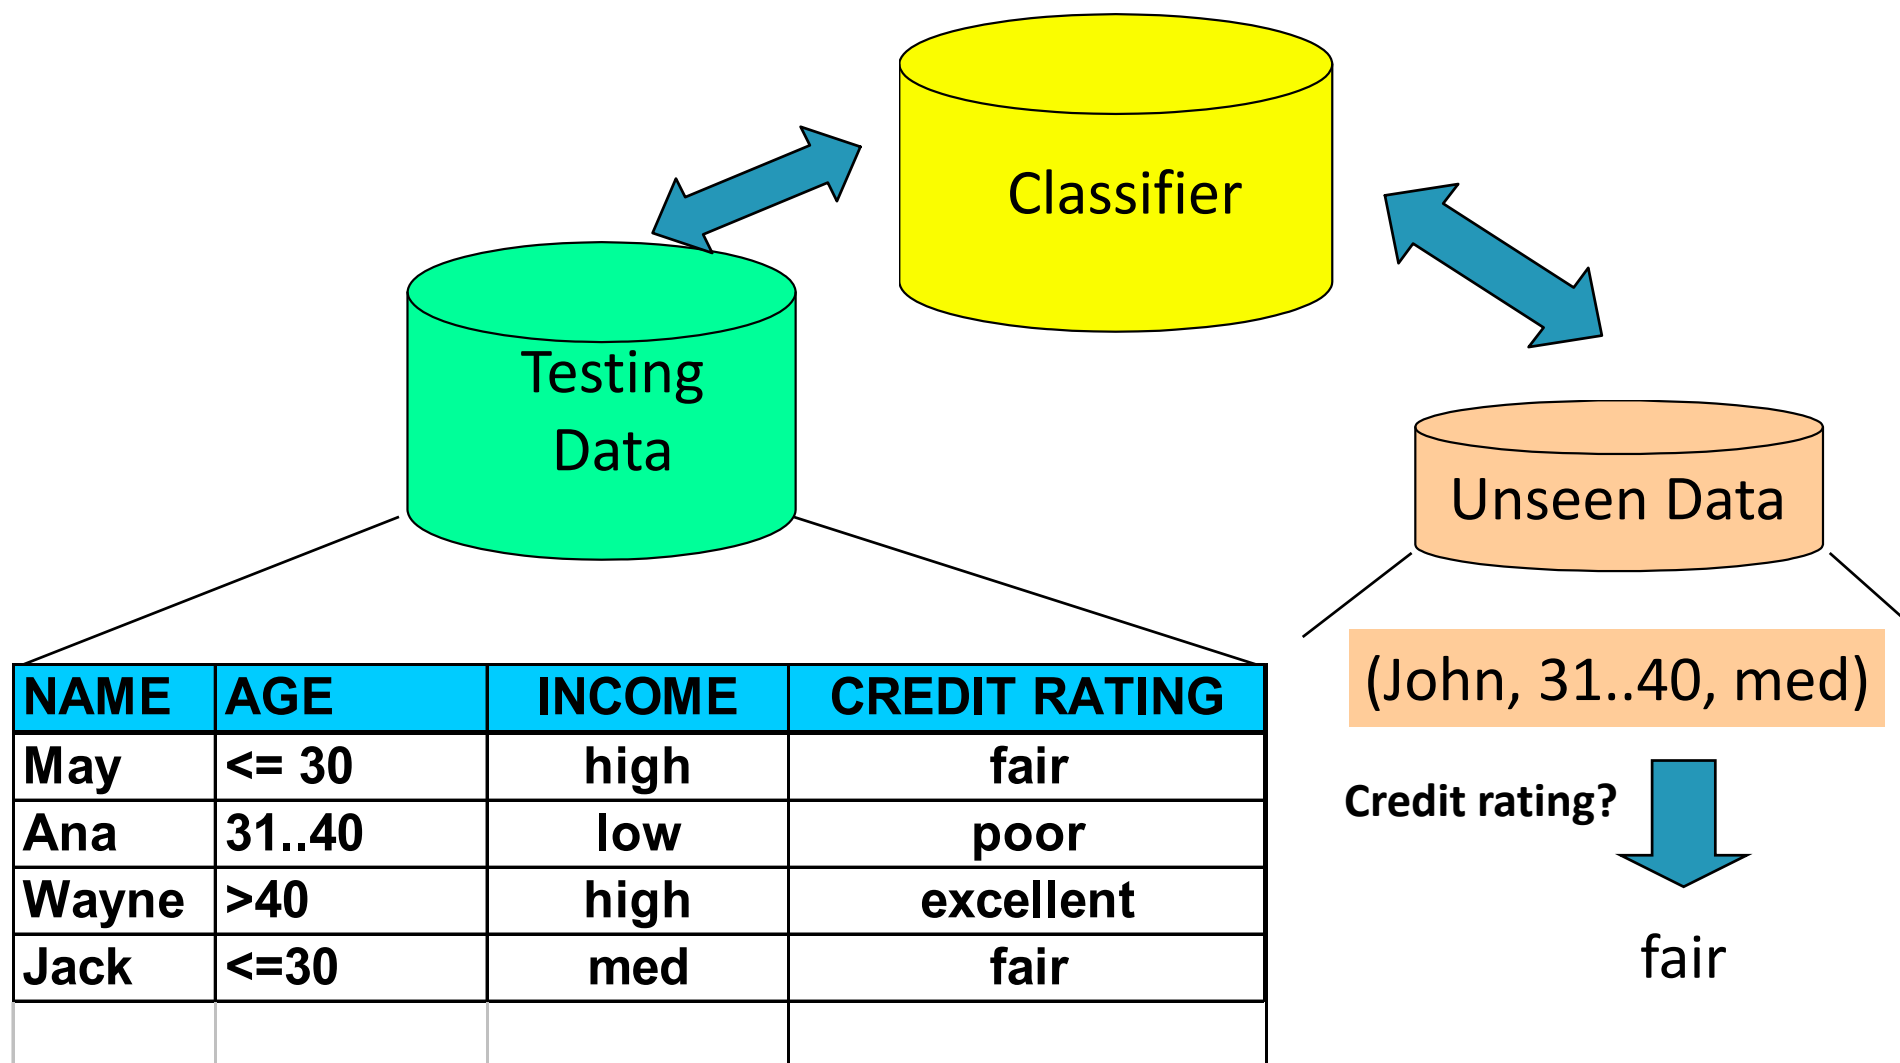 Classifier
Testing
Data
Unseen Data
(John, 31..40, med)
Credit rating?
fair
NAME AGE INCOME CREDIT RATING
May <= 30 high fair
Ana 31..40 low poor
Wayne >40 high excellent
Jack <=30 med fair